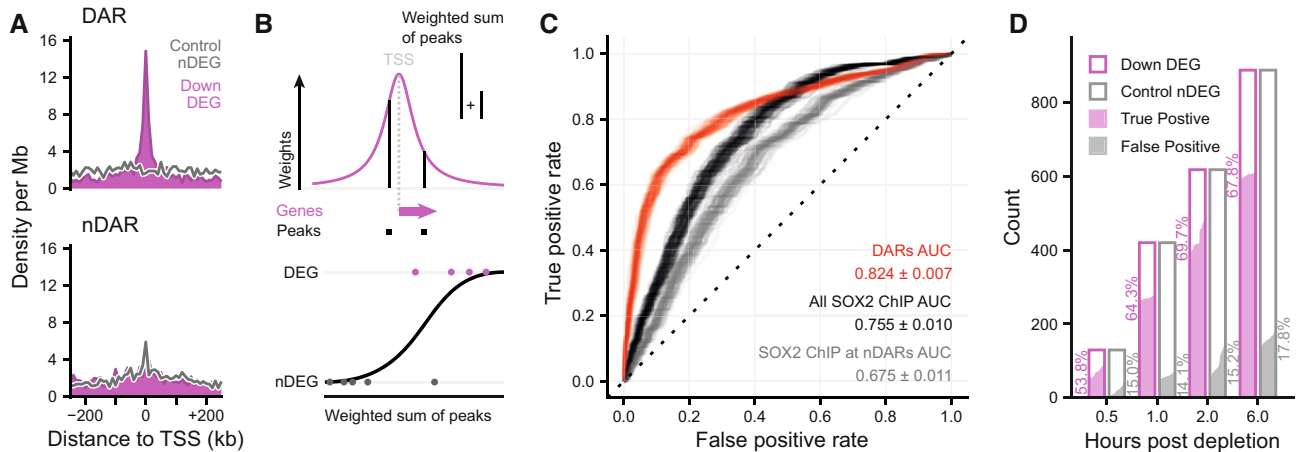 A
DAR
16
12
8
4
0
Control
nDEG
Down
DEG
nDAR
16
12
8
4
0
Density per Mb
−200
0
+200
Distance to TSS (kb)
B
Weighted sum
of peaks
+
TSS
Weights
Genes
Peaks
DEG
nDEG
Weighted sum of peaks
C
1.0
0.8
0.6
0.4
0.2
0.0
True positive rate
DARs AUC
0.824 ± 0.007
All SOX2 ChIP AUC
0.755 ± 0.010
SOX2 ChIP at nDARs AUC
0.675 ± 0.011
0.0
0.2
0.4
0.6
0.8
1.0
False positive rate
D
Count
800
600
400
200
0
Down DEG
Control nDEG
True Postive
False Positive
53.8%
15.0%
64.3%
14.1%
69.7%
15.2%
67.8%
17.8%
0.5
1.0
2.0
6.0
Hours post depletion